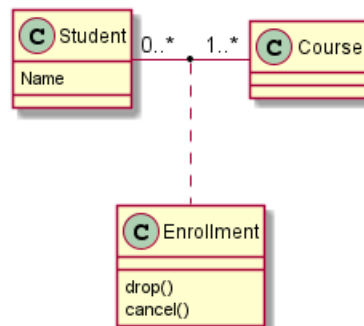 C Student
0..*
1..*
C Course
Name
C Enrollment
drop()
cancel()